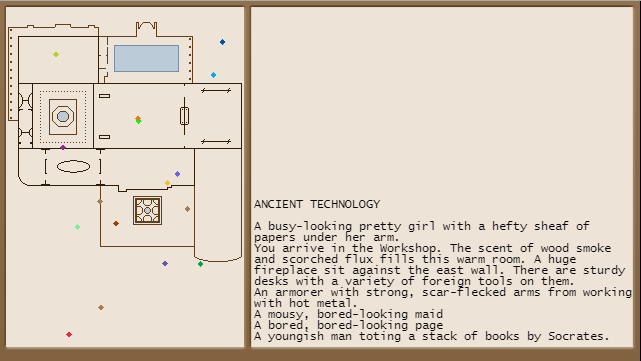 ANCIENT TECHNOLOGY
A busy-looking pretty girl with a hefty sheaf of
papers under her arm.
You arrive in the Workshop. The scent of wood smoke
and scorched flux fills this warm room. A huge
fireplace sit against the east wall. There are sturdy
desks with a variety of foreign tools on them.
An armorer with strong, scar-flecked arms from working
with hot metal.
A mousy, bored-looking maid
A bored, bored-looking page
A youngish man toting a stack of books by Socrates.